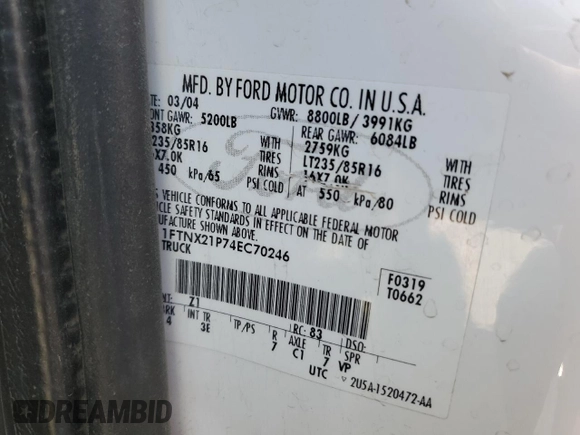 MFD. BY FORD MOTOR CO. IN U.S.A.
ATE: 03/04 GVWR: 8800LB/ 3991KG
ONT GAWR: 5200LB REAR GAWR: 6084LB
358KG WITH 2759KG WITH
235/85R16 TIRES LT235/85R16 TIRES
X7.0K RIMS 16X7.0K RIMS
450 kPa/65 PSI COLD AT 550 kPa/80 PSI COLD
S VEHICLE CONFORMS TO ALL APPLICABLE FEDERAL MOTOR
VEHICLE SAFETY STANDARDS IN EFFECT ON THE DATE OF
MANUFACTURE SHOWN ABOVE.
1FTNX21P74EC70246 F0319
TRUCK T0662
NT: Z1 RC: 83 DSO:
ARK INT TR TP/PS R AXLE TR SPR
4 3E 7 C1 7 VP
UTC 2U5A-1520472-AA
Ford
DREAMBID